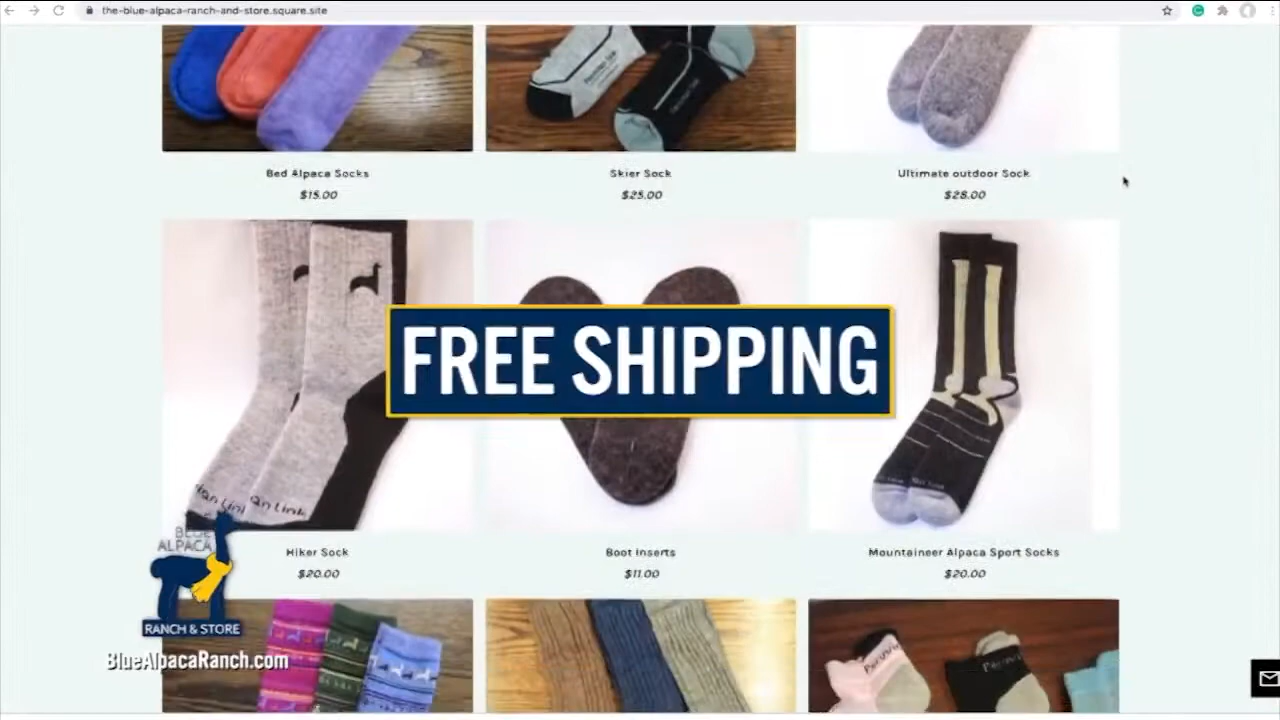 the-blue-alpaca-ranch-and-store.square.site
Bed Alpaca Socks
$15.00
Skier Sock
$25.00
Ultimate outdoor Sock
$28.00
FREE SHIPPING
Hiker Sock
$20.00
Boot Inserts
$11.00
Mountaineer Alpaca Sport Socks
$20.00
BLUE
ALPACA
RANCH & STORE
BlueAlpacaRanch.com